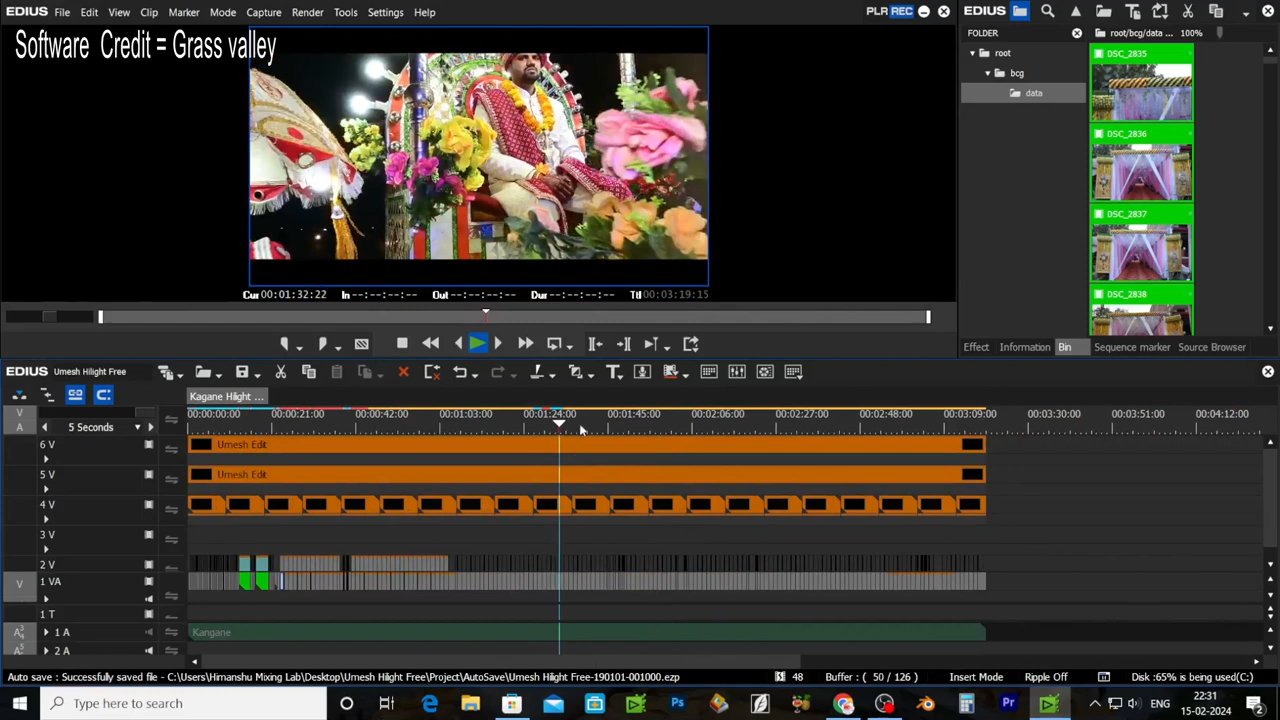 EDIUS File Edit View Clip Marker Mode Capture Render Tools Settings Help PLR REC
Software Credit = Grass valley
Cur 00:01:32:22 In --:--:--:-- Out --:--:--:-- Dur --:--:--:-- Ttl 00:03:19:15
EDIUS
FOLDER root/bcg/data ... 100%
root
bcg
data
DSC_2835
DSC_2836
DSC_2837
DSC_2838
Effect Information Bin Sequence marker Source Browser
EDIUS Umesh Hilight Free
Kagane Hilight ...
V
A
5 Seconds
00:00:00:00 00:00:21:00 00:00:42:00 00:01:03:00 00:01:24:00 00:01:45:00 00:02:06:00 00:02:27:00 00:02:48:00 00:03:09:00 00:03:30:00 00:03:51:00 00:04:12:00
6 V Umesh Edit
5 V Umesh Edit
4 V
3 V
2 V
V 1 VA
1 T
1 A Kangane
2 A
Auto save : Successfully saved file - C:\Users\Himanshu Mixing Lab\Desktop\Umesh Hilight Free\Project\AutoSave\Umesh Hilight Free-190101-001000.ezp 48 Buffer : ( 50 / 126 ) Insert Mode Ripple Off Disk :65% is being used(C:)
Type here to search
Ps
Pr
22:31
15-02-2024